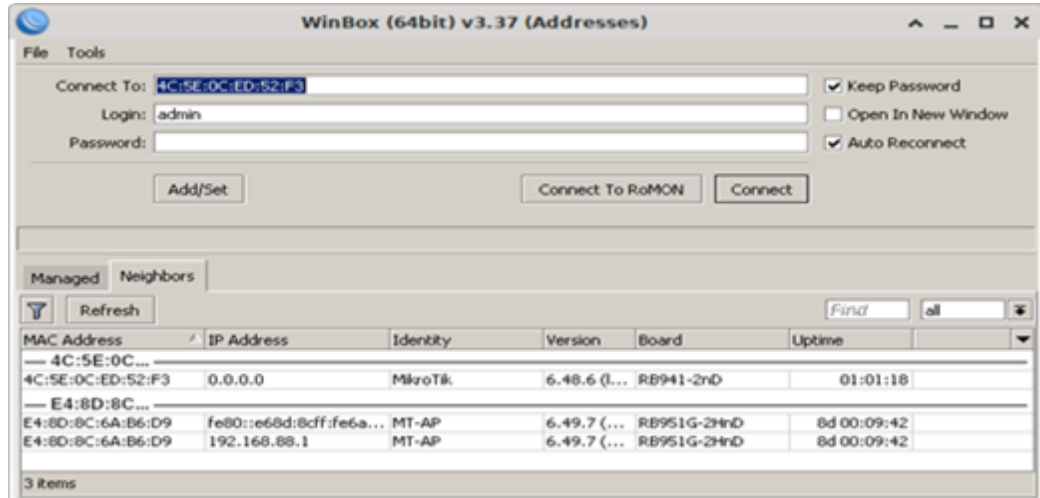 WinBox (64bit) v3.37 (Addresses)
File Tools
Connect To: 4C:5E:0C:ED:52:F3
Keep Password
Login: admin
Open In New Window
Password:
Auto Reconnect
Add/Set Connect To RoMON Connect
Managed Neighbors
Refresh Find all
MAC Address IP Address Identity Version Board Uptime
4C:5E:0C...
4C:5E:0C:ED:52:F3 0.0.0.0 MikroTik 6.48.6 (l... RB941-2nD 01:01:18
E4:8D:8C...
E4:8D:8C:6A:B6:D9 fe80::e68d:8cff:fe6a... MT-AP 6.49.7 (... RB951G-2HnD 8d 00:09:42
E4:8D:8C:6A:B6:D9 192.168.88.1 MT-AP 6.49.7 (... RB951G-2HnD 8d 00:09:42
3 items